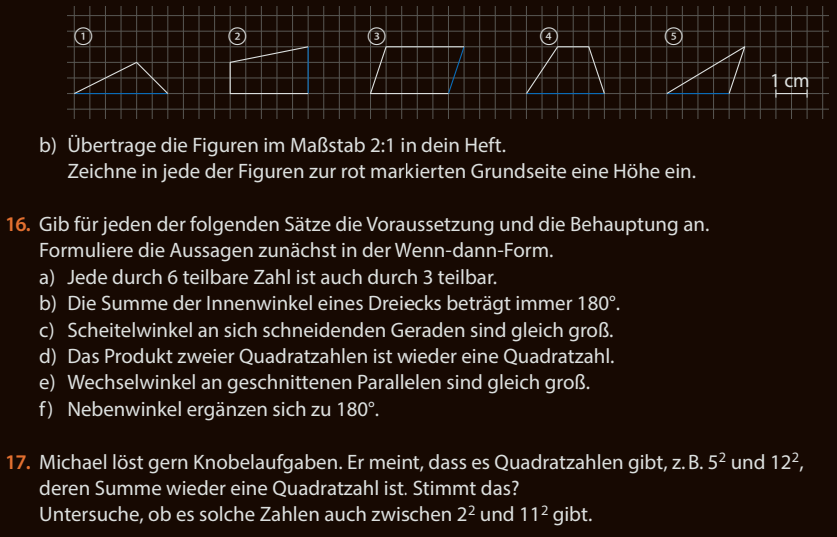 1 2 3 4 5
1 cm
b) Übertrage die Figuren im Maßstab 2:1 in dein Heft.
Zeichne in jede der Figuren zur rot markierten Grundseite eine Höhe ein.
16. Gib für jeden der folgenden Sätze die Voraussetzung und die Behauptung an.
Formuliere die Aussagen zunächst in der Wenn-dann-Form.
a) Jede durch 6 teilbare Zahl ist auch durch 3 teilbar.
b) Die Summe der Innenwinkel eines Dreiecks beträgt immer 180°.
c) Scheitelwinkel an sich schneidenden Geraden sind gleich groß.
d) Das Produkt zweier Quadratzahlen ist wieder eine Quadratzahl.
e) Wechselwinkel an geschnittenen Parallelen sind gleich groß.
f) Nebenwinkel ergänzen sich zu 180°.
17. Michael löst gern Knobelaufgaben. Er meint, dass es Quadratzahlen gibt, z. B. 5² und 12²,
deren Summe wieder eine Quadratzahl ist. Stimmt das?
Untersuche, ob es solche Zahlen auch zwischen 2² und 11² gibt.